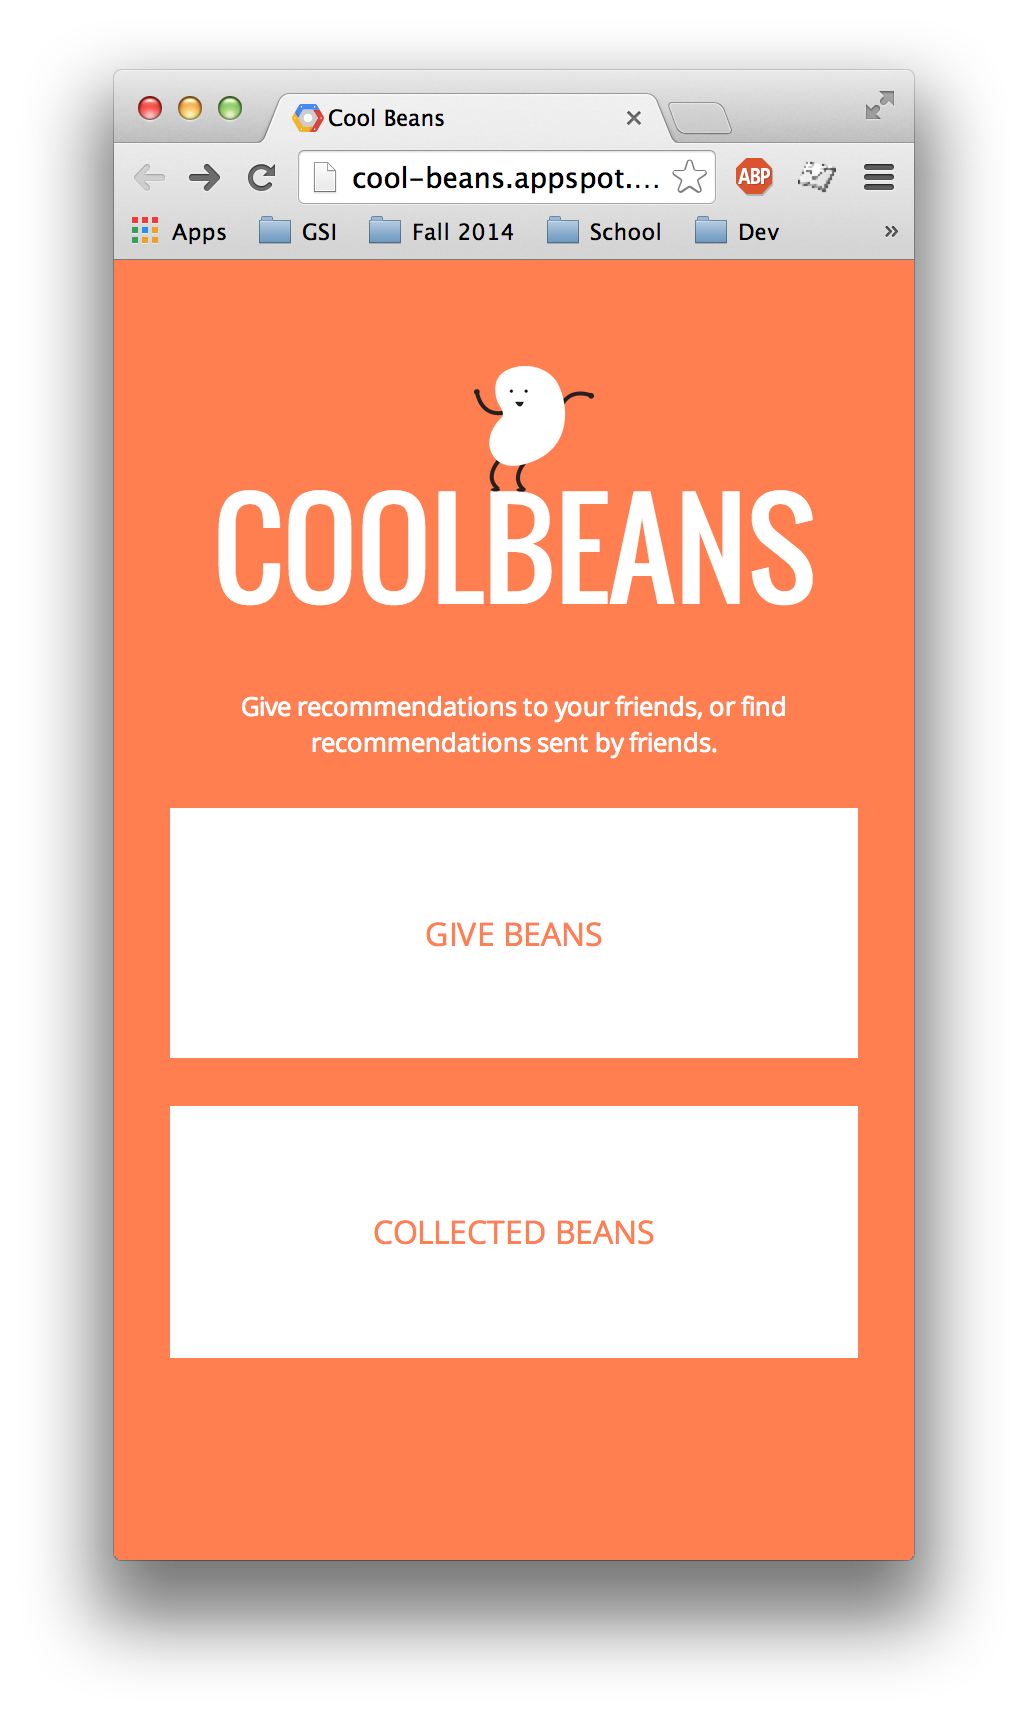 Cool Beans
cool-beans.appspot....
ABP
Apps GSI Fall 2014 School Dev »
COOLBEANS
Give recommendations to your friends, or find
recommendations sent by friends.
GIVE BEANS
COLLECTED BEANS